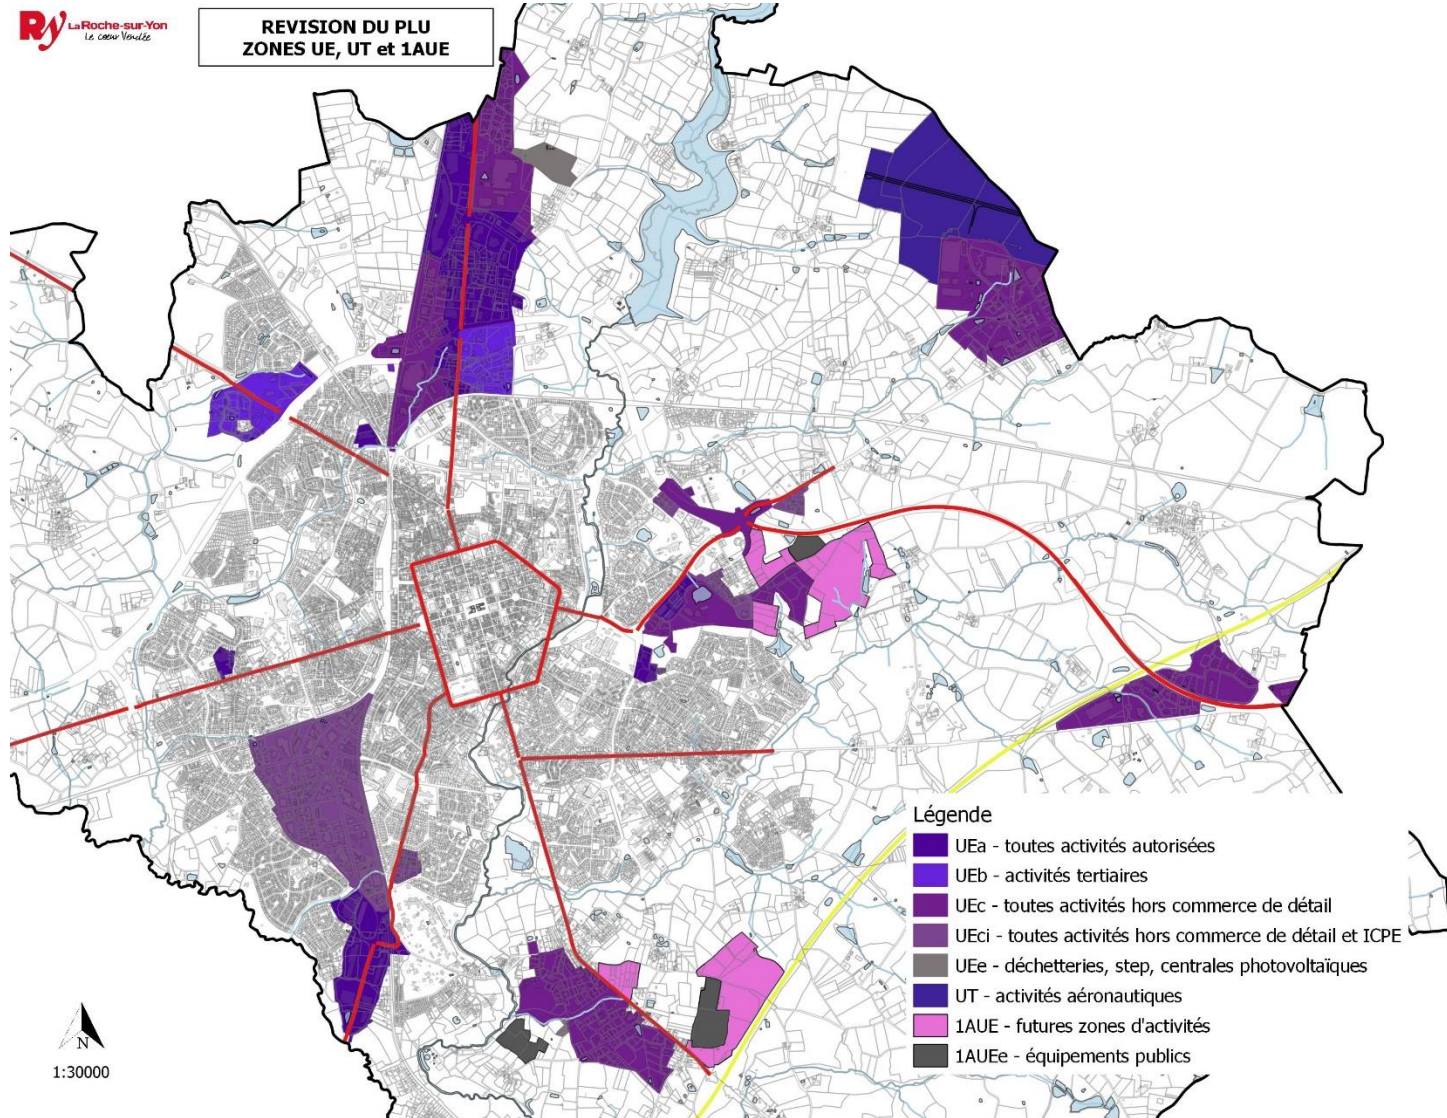 Ry La Roche-sur-Yon
Le cœur Vendée
REVISION DU PLU
ZONES UE, UT et 1AUE
Légende
UEa - toutes activités autorisées
UEb - activités tertiaires
UEc - toutes activités hors commerce de détail
UEci - toutes activités hors commerce de détail et ICPE
UEe - déchetteries, step, centrales photovoltaïques
UT - activités aéronautiques
1AUE - futures zones d'activités
1AUEe - équipements publics
N
1:30000